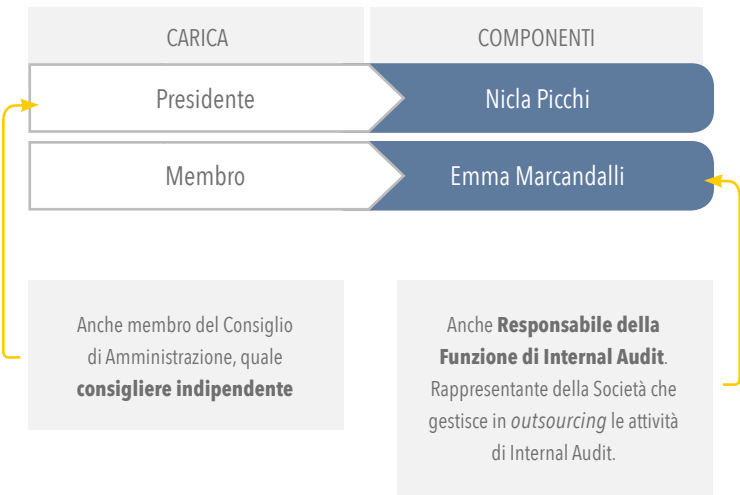 CARICA COMPONENTI
Presidente Nicla Picchi
Membro Emma Marcandalli
Anche membro del Consiglio
di Amministrazione, quale
consigliere indipendente
Anche Responsabile della
Funzione di Internal Audit.
Rappresentante della Società che
gestisce in outsourcing le attività
di Internal Audit.